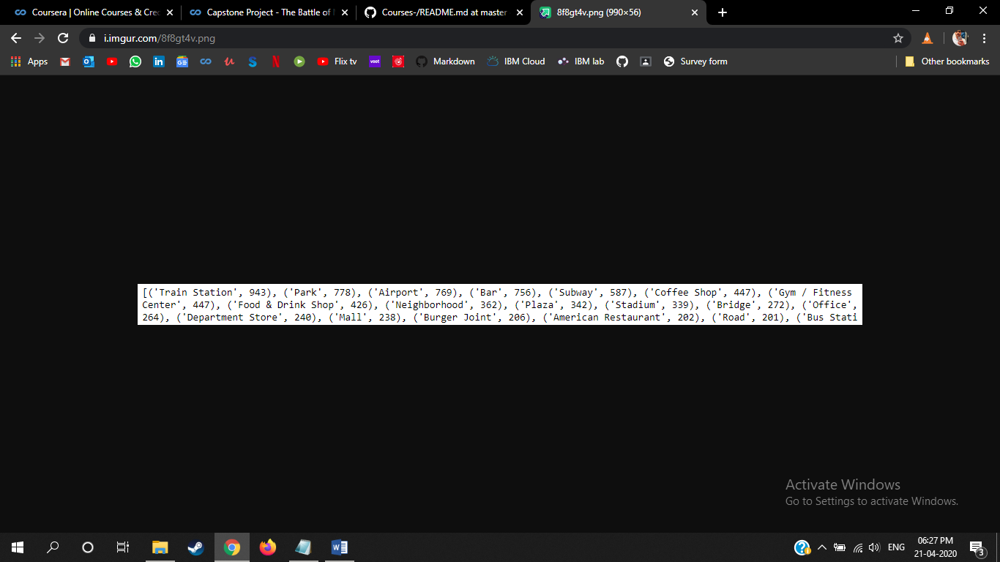 Coursera | Online Courses & Cre
Capstone Project - The Battle of
Courses-/README.md at master
8f8gt4v.png (990×56)
i.imgur.com/8f8gt4v.png
Apps
Flix tv
voot
Markdown
IBM Cloud
IBM lab
Survey form
Other bookmarks
[('Train Station', 943), ('Park', 778), ('Airport', 769), ('Bar', 756), ('Subway', 587), ('Coffee Shop', 447), ('Gym / Fitness
Center', 447), ('Food & Drink Shop', 426), ('Neighborhood', 362), ('Plaza', 342), ('Stadium', 339), ('Bridge', 272), ('Office',
264), ('Department Store', 240), ('Mall', 238), ('Burger Joint', 206), ('American Restaurant', 202), ('Road', 201), ('Bus Stati
Activate Windows
Go to Settings to activate Windows.
ENG
06:27 PM
21-04-2020
3